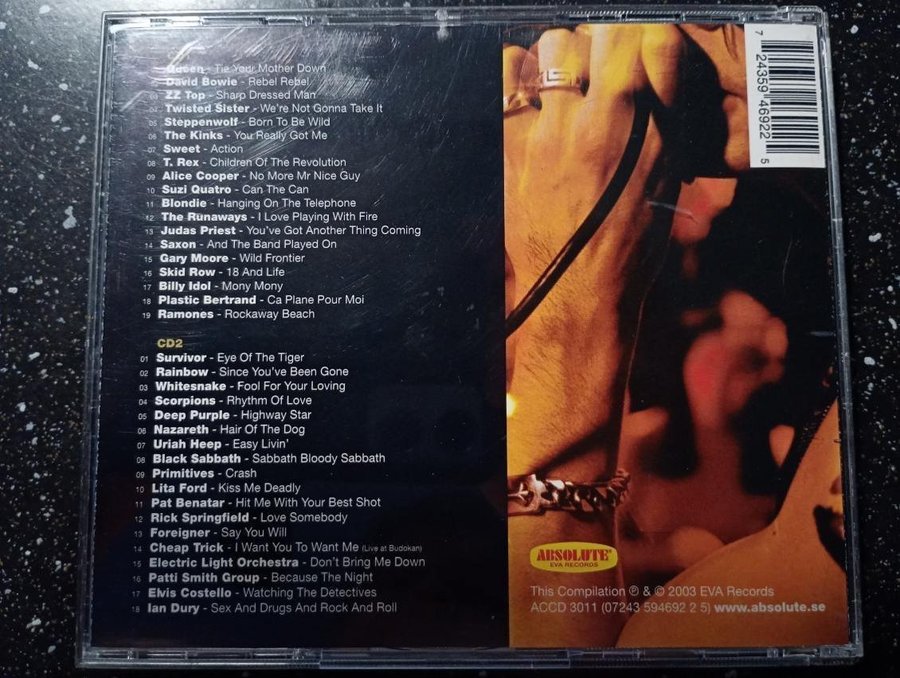 Queen - Tie Your Mother Down
David Bowie - Rebel Rebel
03 ZZ Top - Sharp Dressed Man
04 Twisted Sister - We're Not Gonna Take It
05 Steppenwolf - Born To Be Wild
06 The Kinks - You Really Got Me
07 Sweet - Action
08 T. Rex - Children Of The Revolution
09 Alice Cooper - No More Mr Nice Guy
10 Suzi Quatro - Can The Can
11 Blondie - Hanging On The Telephone
12 The Runaways - I Love Playing With Fire
13 Judas Priest - You've Got Another Thing Coming
14 Saxon - And The Band Played On
15 Gary Moore - Wild Frontier
16 Skid Row - 18 And Life
17 Billy Idol - Mony Mony
18 Plastic Bertrand - Ca Plane Pour Moi
19 Ramones - Rockaway Beach
CD2
01 Survivor - Eye Of The Tiger
02 Rainbow - Since You've Been Gone
03 Whitesnake - Fool For Your Loving
04 Scorpions - Rhythm Of Love
05 Deep Purple - Highway Star
06 Nazareth - Hair Of The Dog
07 Uriah Heep - Easy Livin'
08 Black Sabbath - Sabbath Bloody Sabbath
09 Primitives - Crash
10 Lita Ford - Kiss Me Deadly
11 Pat Benatar - Hit Me With Your Best Shot
12 Rick Springfield - Love Somebody
13 Foreigner - Say You Will
14 Cheap Trick - I Want You To Want Me (Live at Budokan)
15 Electric Light Orchestra - Don't Bring Me Down
16 Patti Smith Group - Because The Night
17 Elvis Costello - Watching The Detectives
18 Ian Dury - Sex And Drugs And Rock And Roll
7 24359 46922 5
ABSOLUTE®
EVA RECORDS
This Compilation ℗ & © 2003 EVA Records
ACCD 3011 (07243 594692 2 5) www.absolute.se